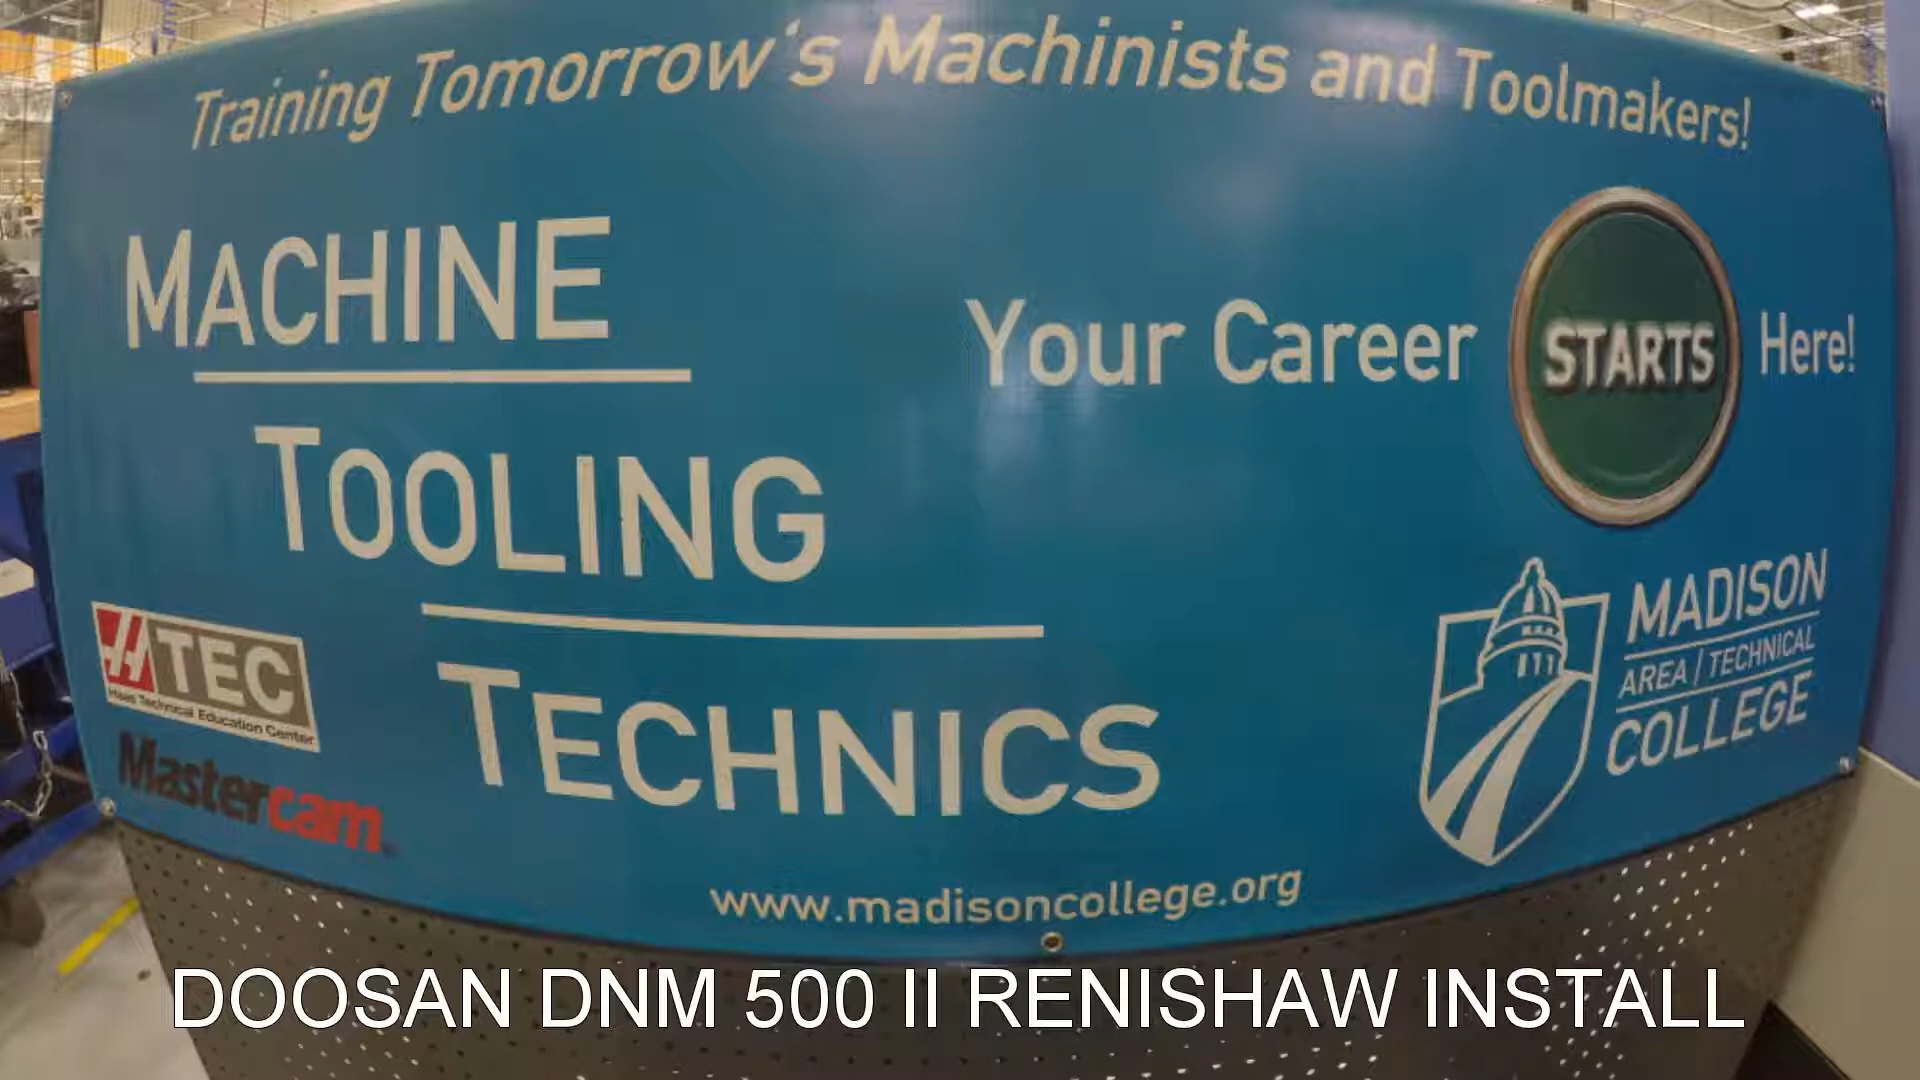 Training Tomorrow's Machinists and Toolmakers!
MACHINE
TOOLING
TECHNICS
Your Career STARTS Here!
H TEC
Haas Technical Education Center
Mastercam
MADISON
AREA / TECHNICAL
COLLEGE
www.madisoncollege.org
DOOSAN DNM 500 II RENISHAW INSTALL